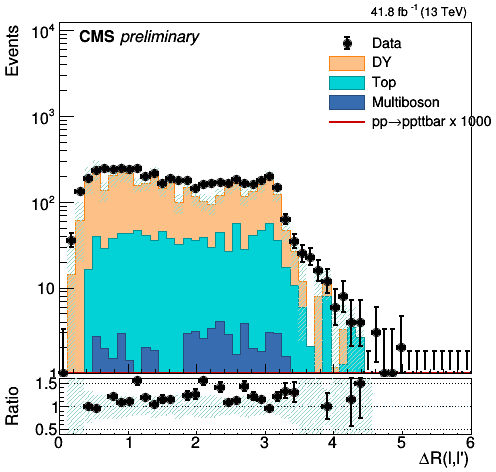 41.8 fb⁻¹ (13 TeV)
CMS preliminary
Events
10⁴
10³
10²
10
1
Data
DY
Top
Multiboson
pp→ppttbar x 1000
Ratio
1.5
1
0.5
0 1 2 3 4 5 6
ΔR(l,l')